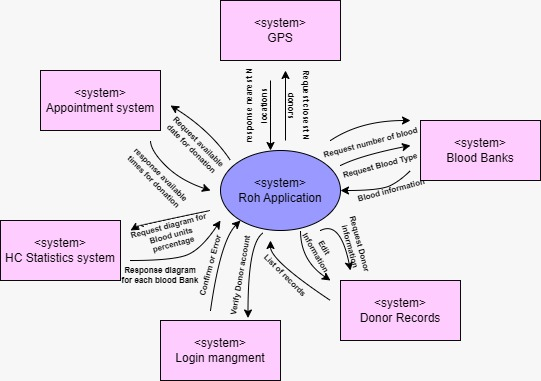 <system>
GPS
response nearest N
locations
Request closet N
donors
<system>
Appointment system
Request available
date for donation
response available
times for donation
Request number of blood
Request Blood Type
Blood information
<system>
Blood Banks
<system>
Roh Application
<system>
HC Statistics system
Request diagram for
Blood units
percentage
Response diagram
for each blood Bank
Confirm or Error
Verify Donor account
List of records
Edit
Information
Request Donor
information
<system>
Donor Records
<system>
Login mangment